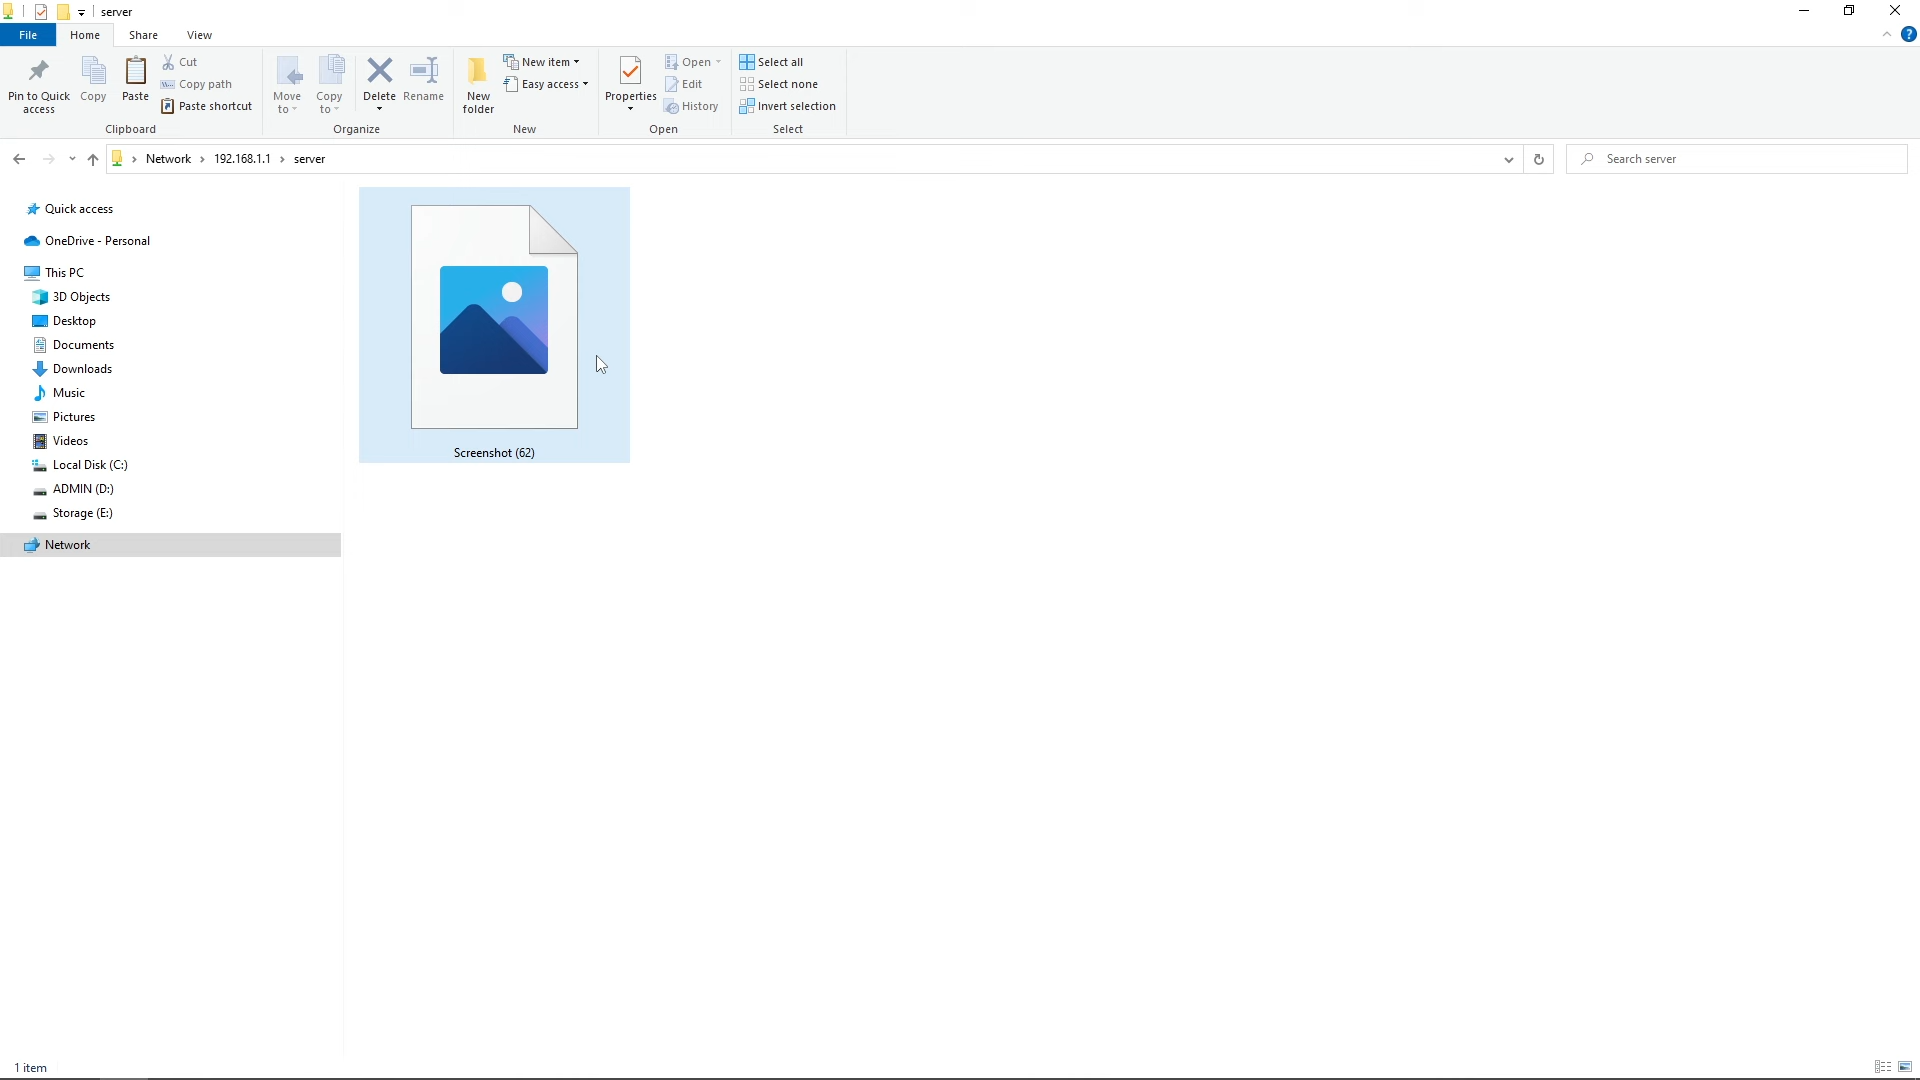 server
File Home Share View
?
Pin to Quick access
Copy
Paste
Cut
Copy path
Paste shortcut
Clipboard
Move to
Copy to
Delete
Rename
Organize
New folder
New item
Easy access
New
Properties
Open
Edit
History
Open
Select all
Select none
Invert selection
Select
Network 192.168.1.1 server
Search server
Quick access
OneDrive - Personal
This PC
3D Objects
Desktop
Documents
Downloads
Music
Pictures
Videos
Local Disk (C:)
ADMIN (D:)
Storage (E:)
Network
Screenshot (62)
1 item